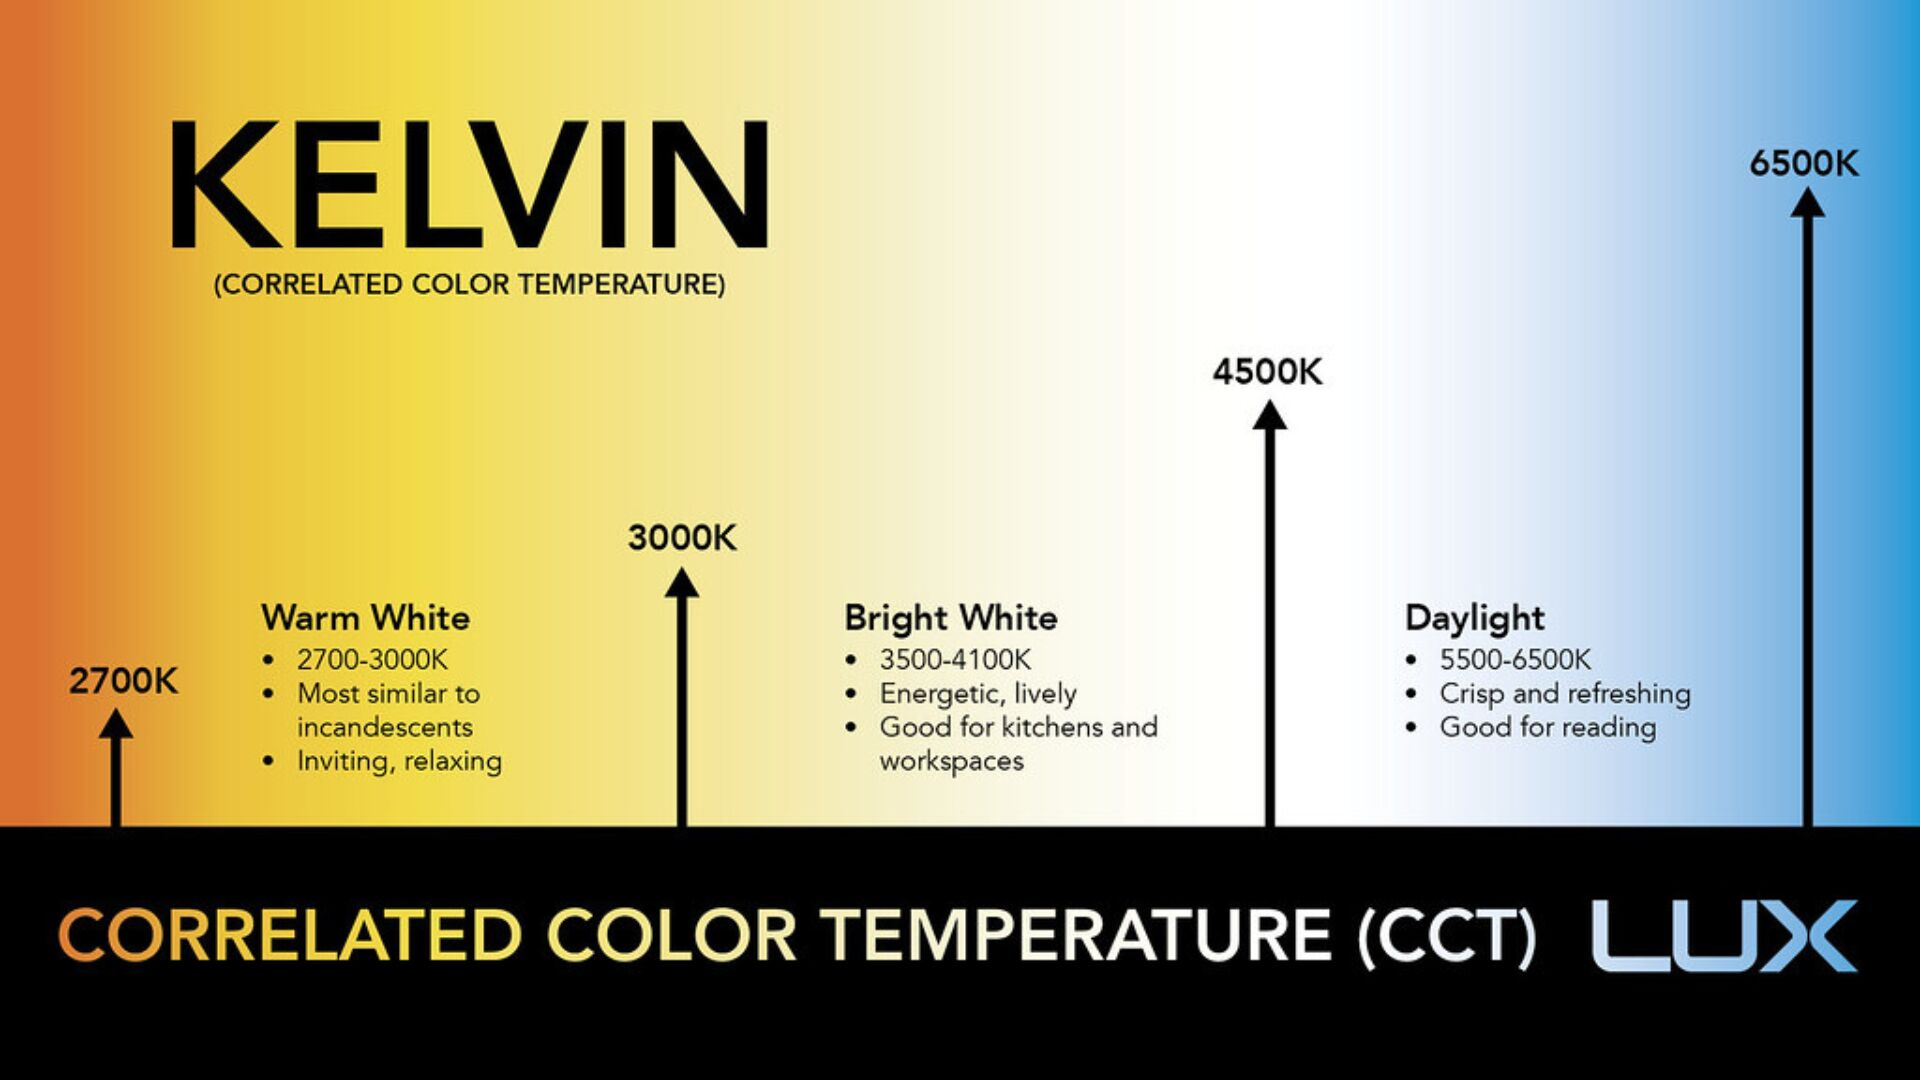 KELVIN
(CORRELATED COLOR TEMPERATURE)
6500K
4500K
3000K
2700K
Warm White
• 2700-3000K
• Most similar to
incandescents
• Inviting, relaxing
Bright White
• 3500-4100K
• Energetic, lively
• Good for kitchens and
workspaces
Daylight
• 5500-6500K
• Crisp and refreshing
• Good for reading
CORRELATED COLOR TEMPERATURE (CCT) LUX